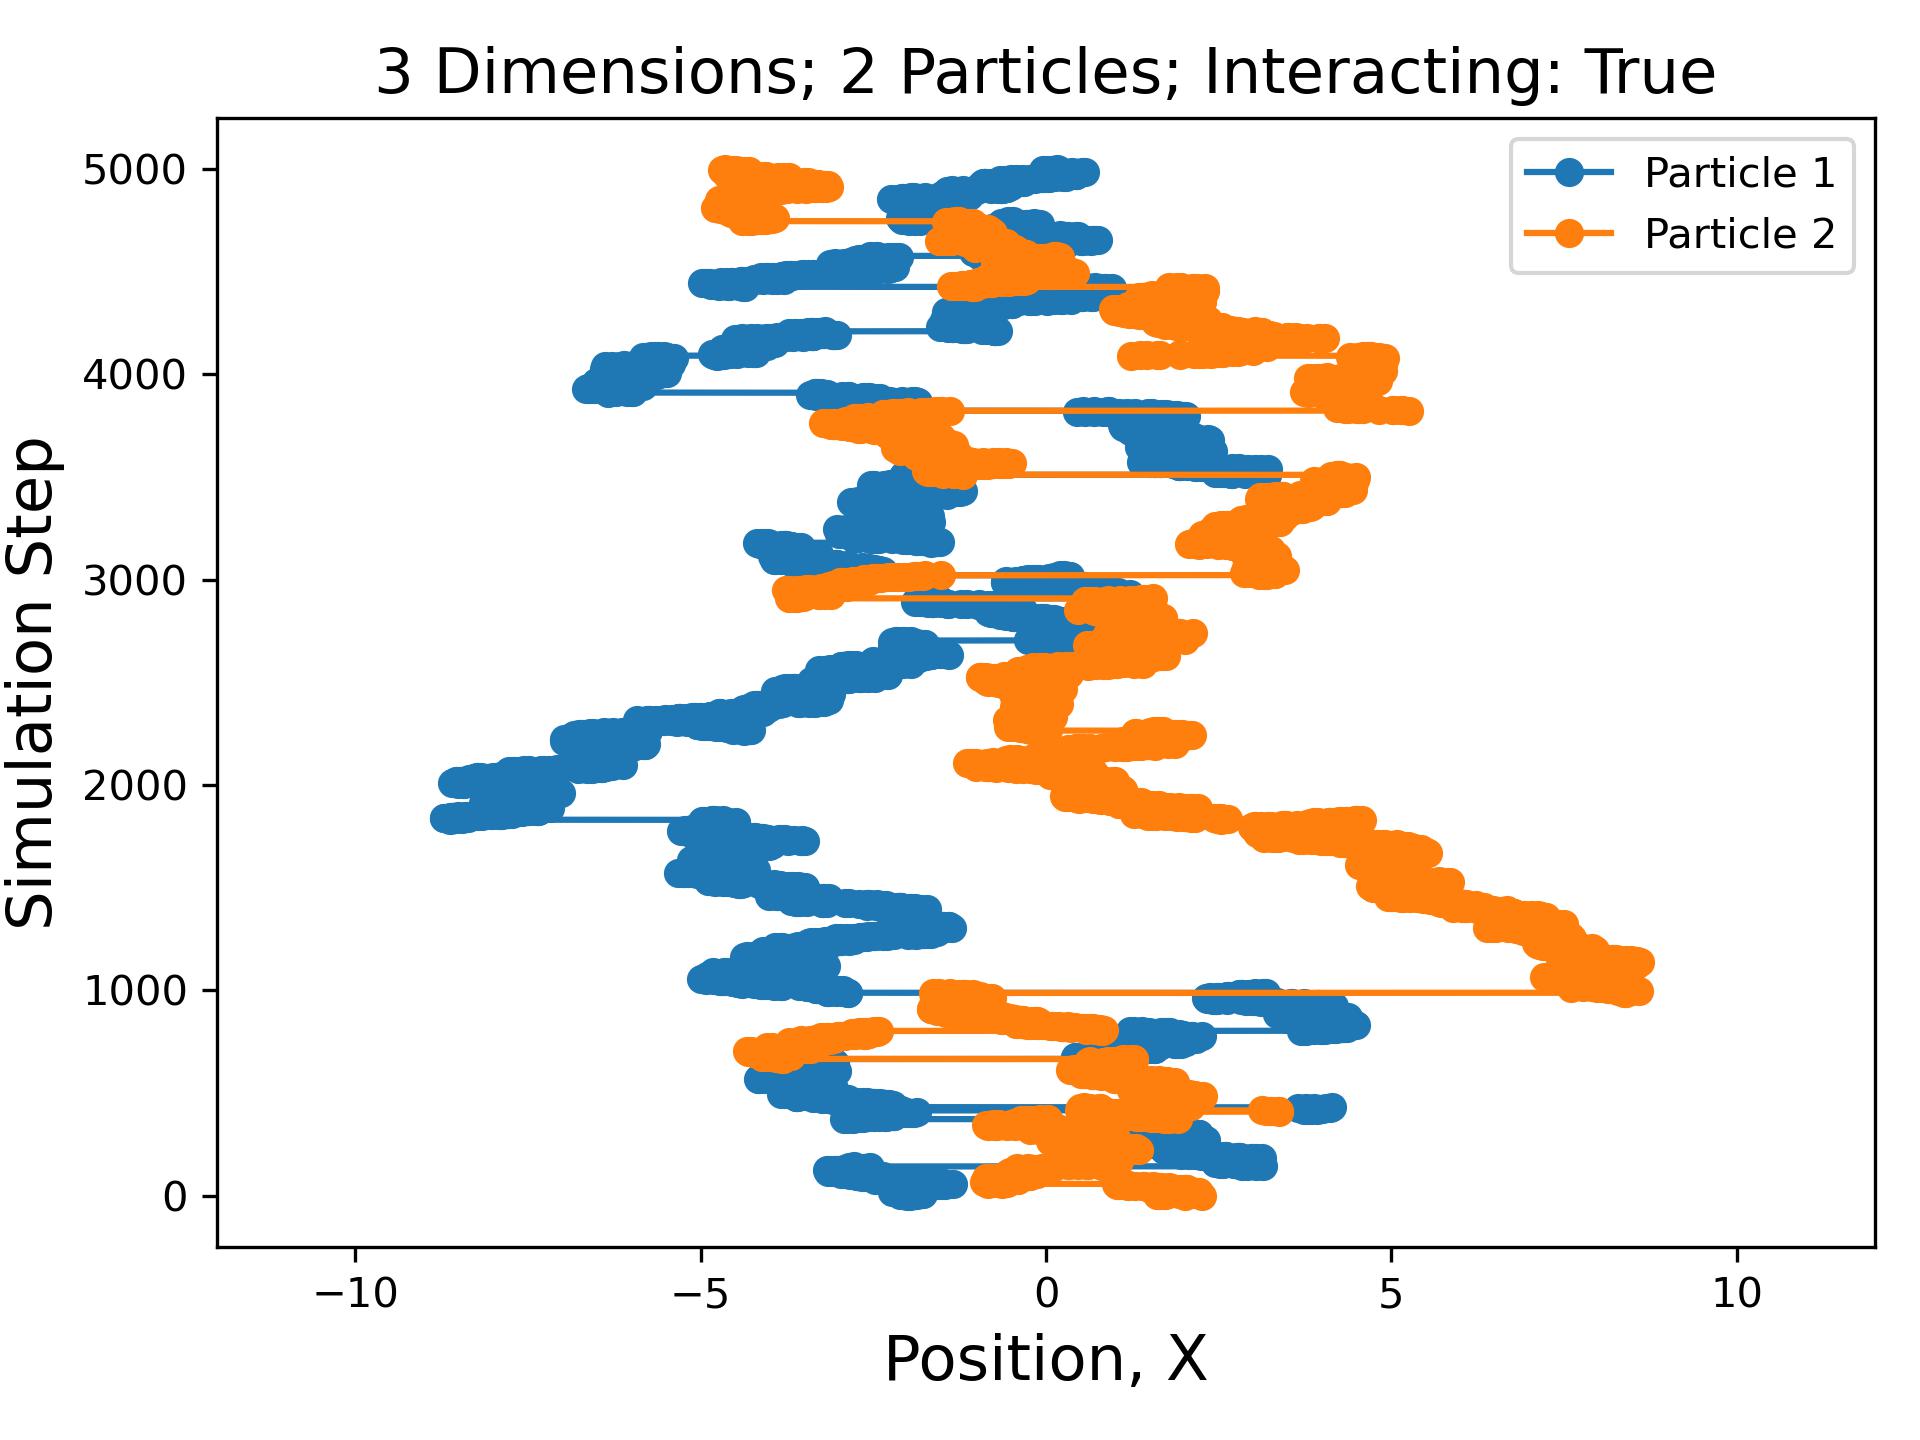 3 Dimensions; 2 Particles; Interacting: True
Particle 1
Particle 2
Simulation Step
5000
4000
3000
2000
1000
0
−10
−5
0
5
10
Position, X